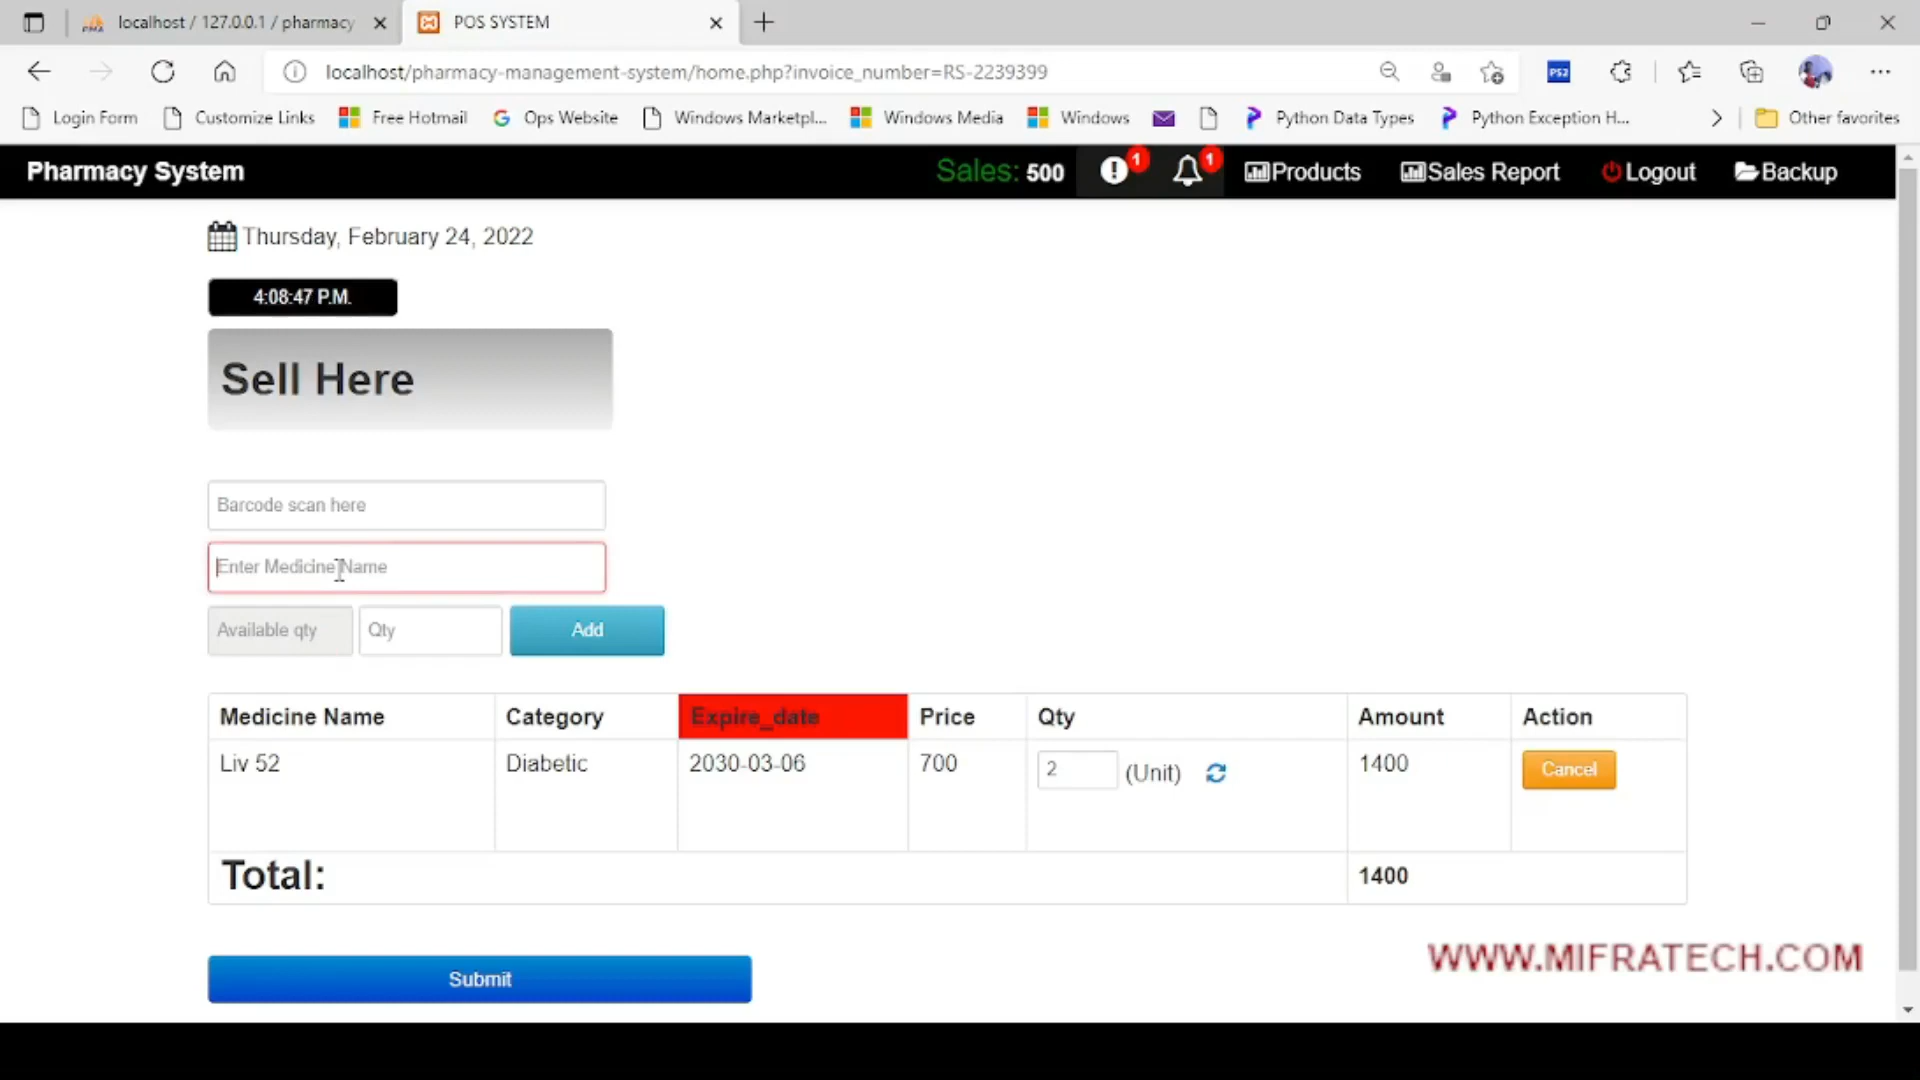 localhost / 127.0.0.1 / pharmacy
POS SYSTEM
localhost/pharmacy-management-system/home.php?invoice_number=RS-2239399
PS2
Login Form
Customize Links
Free Hotmail
Ops Website
Windows Marketpl...
Windows Media
Windows
Python Data Types
Python Exception H...
Other favorites
Pharmacy System
Sales: 500
1
1
Products
Sales Report
Logout
Backup
Thursday, February 24, 2022
4:08:47 P.M.
Sell Here
Barcode scan here
Enter Medicine Name
Available qty
Qty
Add
Medicine Name Category Expire_date Price Qty Amount Action
Liv 52 Diabetic 2030-03-06 700 2 (Unit) 1400 Cancel
Total: 1400
WWW.MIFRATECH.COM
Submit